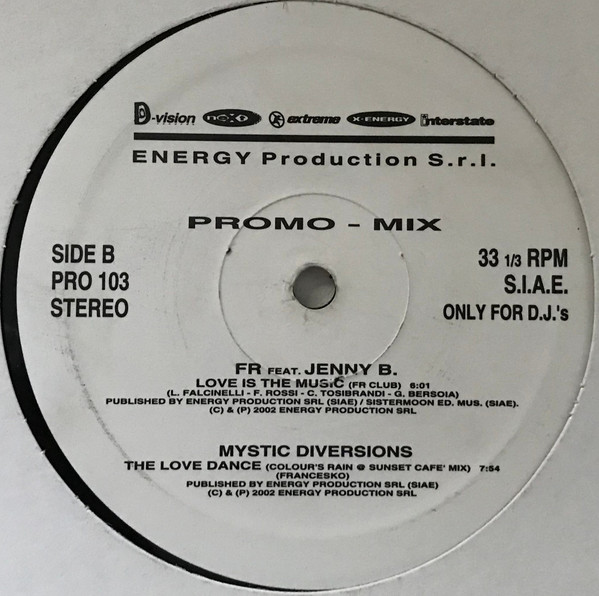 D-vision RECORDS next extreme X-ENERGY interstate
ENERGY Production S.r.l.
PROMO - MIX
SIDE B
PRO 103
STEREO
33 1/3 RPM
S.I.A.E.
ONLY FOR D.J.'s
FR FEAT. JENNY B.
LOVE IS THE MUSIC (FR CLUB) 6:01
(L. FALCINELLI - F. ROSSI - C. TOSIBRANDI - G. BERSOIA)
PUBLISHED BY ENERGY PRODUCTION SRL (SIAE) / SISTERMOON ED. MUS. (SIAE).
(C) & (P) 2002 ENERGY PRODUCTION SRL
MYSTIC DIVERSIONS
THE LOVE DANCE (COLOUR'S RAIN @ SUNSET CAFE' MIX) 7:54
(FRANCESKO)
PUBLISHED BY ENERGY PRODUCTION SRL (SIAE)
(C) & (P) 2002 ENERGY PRODUCTION SRL